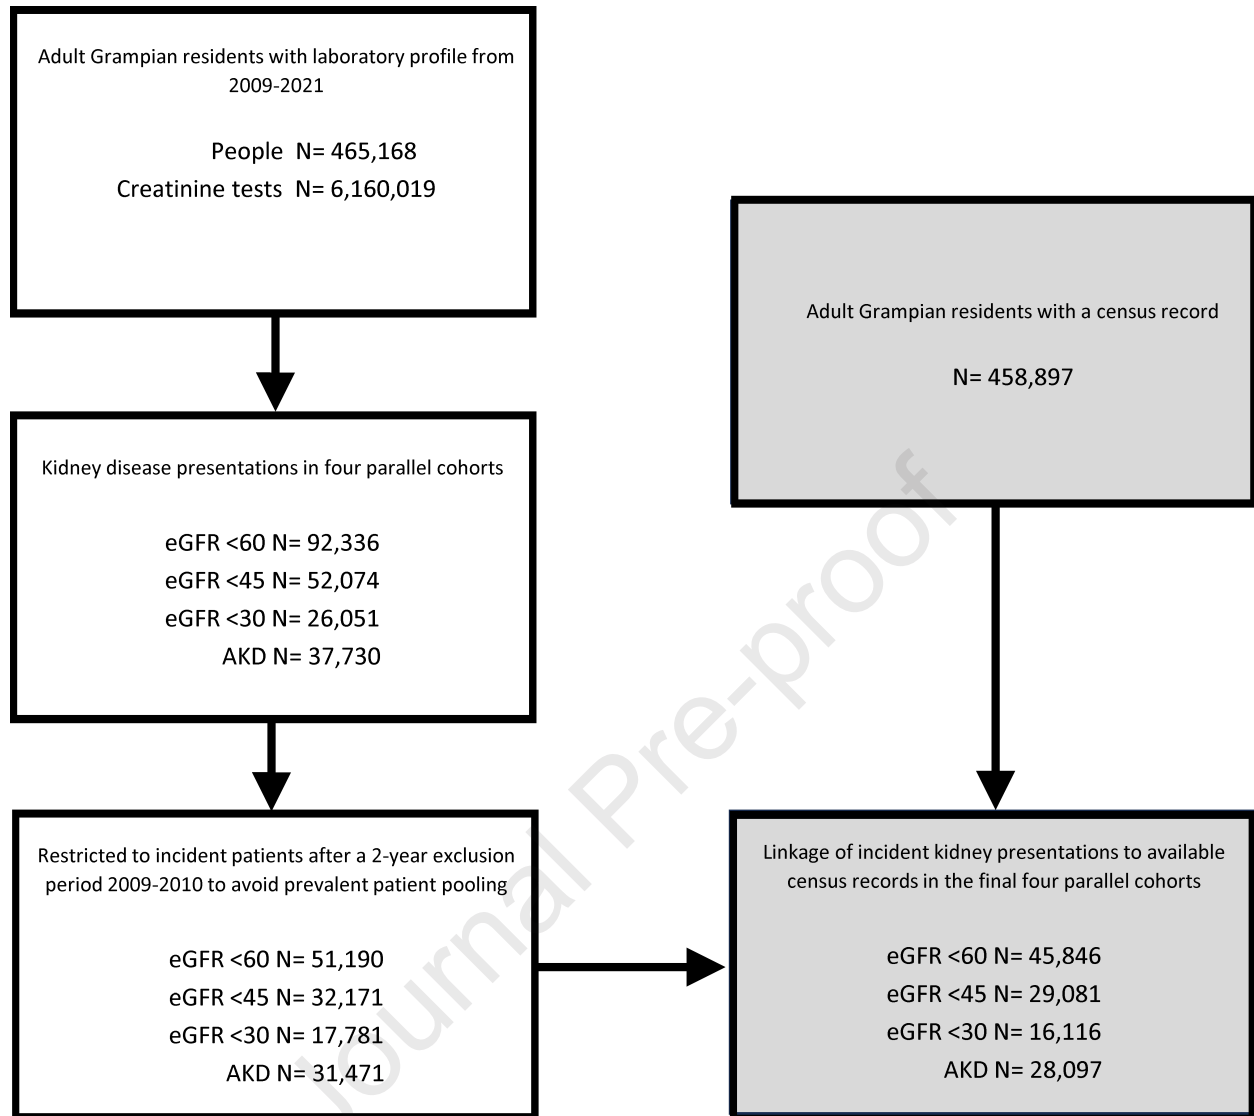 Adult Grampian residents with laboratory profile from
2009-2021
People N= 465,168
Creatinine tests N= 6,160,019
Adult Grampian residents with a census record
N= 458,897
Kidney disease presentations in four parallel cohorts
eGFR <60 N= 92,336
eGFR <45 N= 52,074
eGFR <30 N= 26,051
AKD N= 37,730
Restricted to incident patients after a 2-year exclusion
period 2009-2010 to avoid prevalent patient pooling
eGFR <60 N= 51,190
eGFR <45 N= 32,171
eGFR <30 N= 17,781
AKD N= 31,471
Linkage of incident kidney presentations to available
census records in the final four parallel cohorts
eGFR <60 N= 45,846
eGFR <45 N= 29,081
eGFR <30 N= 16,116
AKD N= 28,097
Journal Pre-proof